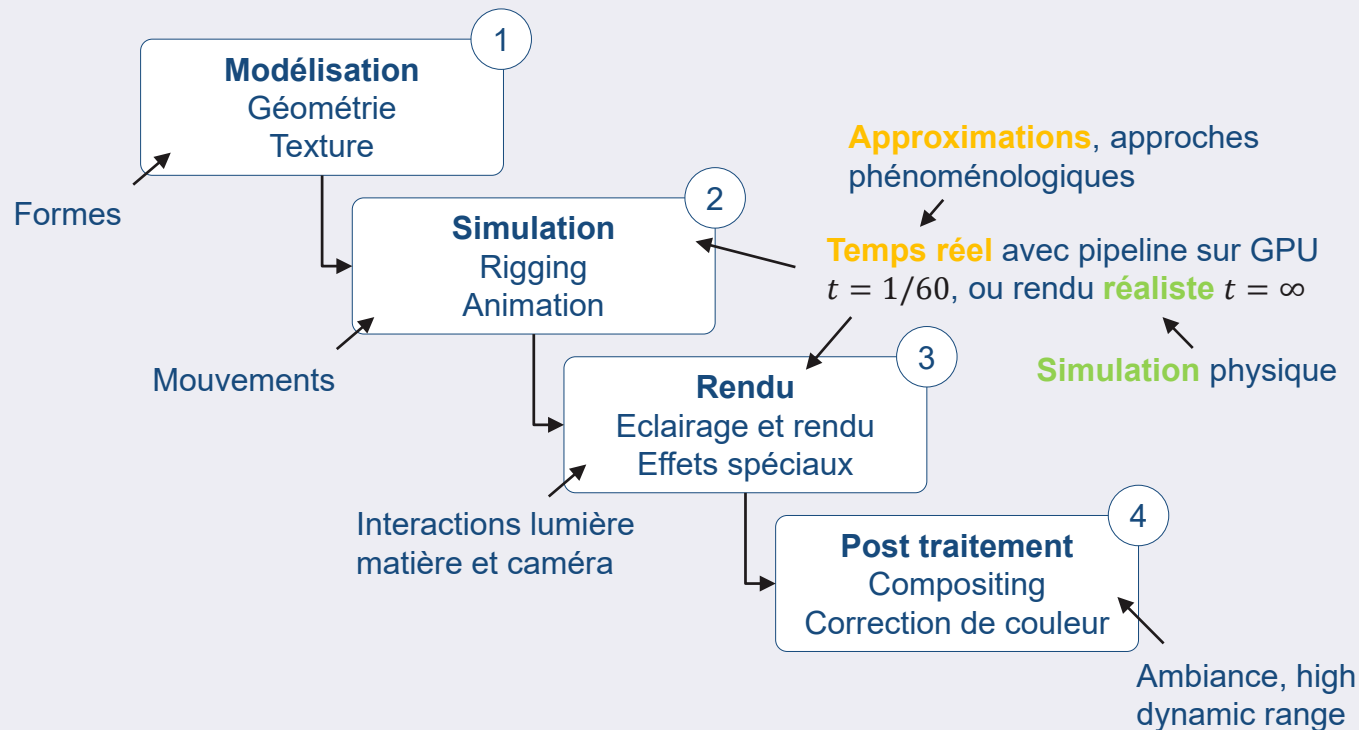 1
Modélisation
Géométrie
Texture
Formes
2
Simulation
Rigging
Animation
Mouvements
Approximations, approches
phénoménologiques
Temps réel avec pipeline sur GPU
t = 1/60, ou rendu réaliste t = ∞
Simulation physique
3
Rendu
Eclairage et rendu
Effets spéciaux
Interactions lumière
matière et caméra
4
Post traitement
Compositing
Correction de couleur
Ambiance, high
dynamic range